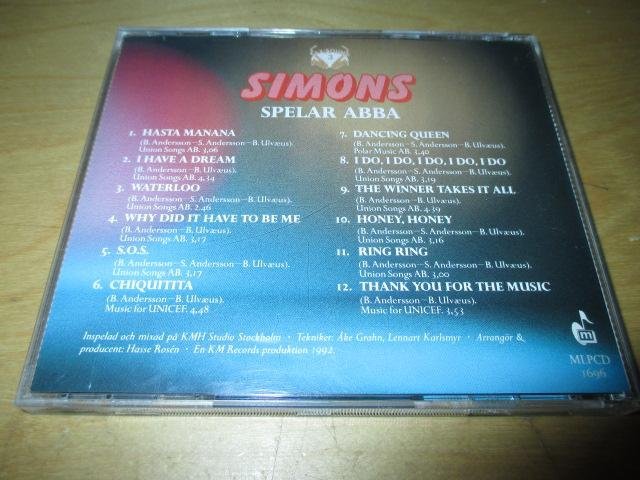 SIMONS
SPELAR ABBA
1. HASTA MANANA
(B. Andersson–S. Andersson–B. Ulvæus).
Union Songs AB. 3,06
2. I HAVE A DREAM
(B. Andersson–B. Ulvæus).
Union Songs AB. 4,34
3. WATERLOO
(B. Andersson–S. Andersson–B. Ulvæus).
Union Songs AB 2.46
4. WHY DID IT HAVE TO BE ME
(B. Andersson–B. Ulvæus).
Union Songs AB. 3,17
5. S.O.S.
(B. Andersson–S. Andersson–B. Ulvæus).
Union Songs AB. 3,17
6. CHIQUITITA
(B. Andersson–B. Ulvæus).
Music for UNICEF. 4,48
7. DANCING QUEEN
(B. Andersson–S. Andersson–B. Ulvæus).
Polar Music AB. 3,40
8. I DO, I DO, I DO, I DO, I DO
(B. Andersson–S. Andersson–B. Ulvæus).
Union Songs AB. 3,19
9. THE WINNER TAKES IT ALL
(B. Andersson–B. Ulvæus).
Union Songs AB. 4.39
10. HONEY, HONEY
(B. Andersson–S. Andersson–B. Ulvæus).
Union Songs AB. 3,16
11. RING RING
(B. Andersson–S. Andersson–B. Ulvæus).
Union Songs AB. 3,00
12. THANK YOU FOR THE MUSIC
(B. Andersson–B. Ulvæus).
Music for UNICEF. 3,53
Inspelad och mixad på KMH Studio Stockholm · Tekniker: Åke Grahn, Lennart Karlsmyr · Arrangör &
producent: Hasse Rosén · En KM Records produktion 1992.
m
MLPCD
1696